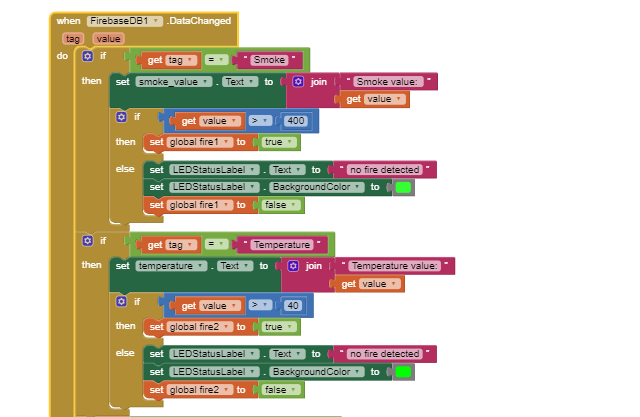 when FirebaseDB1 .DataChanged
tag value
do if get tag = " Smoke "
then set smoke_value . Text to join " Smoke value: "
get value
if get value > 400
then set global fire1 to true
else set LEDStatusLabel . Text to " no fire detected "
set LEDStatusLabel . BackgroundColor to
set global fire1 to false
if get tag = " Temperature "
then set temperature . Text to join " Temperature value: "
get value
if get value > 40
then set global fire2 to true
else set LEDStatusLabel . Text to " no fire detected "
set LEDStatusLabel . BackgroundColor to
set global fire2 to false